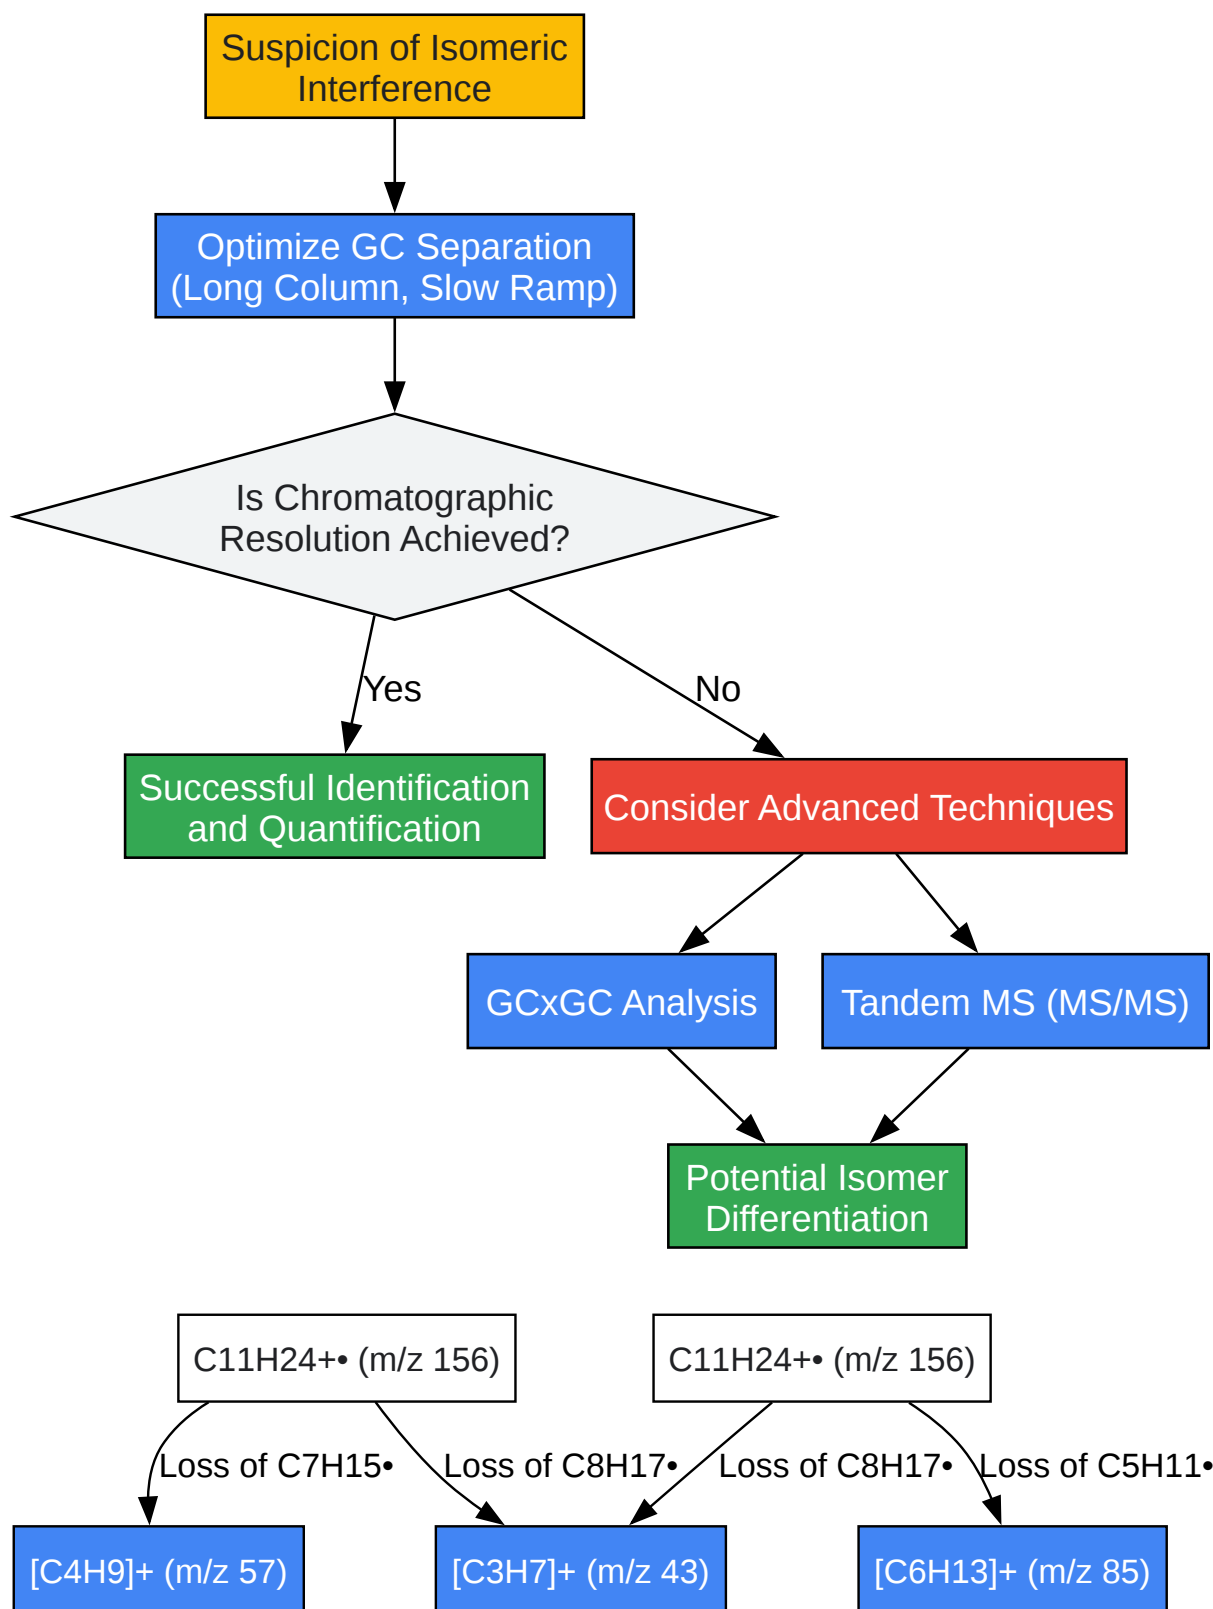 Suspicion of Isomeric
Interference
Optimize GC Separation
(Long Column, Slow Ramp)
Is Chromatographic
Resolution Achieved?
Yes
No
Successful Identification
and Quantification
Consider Advanced Techniques
GCxGC Analysis
Tandem MS (MS/MS)
Potential Isomer
Differentiation
C11H24+• (m/z 156)
C11H24+• (m/z 156)
Loss of C7H15•
Loss of C8H17•
Loss of C8H17•
Loss of C5H11•
[C4H9]+ (m/z 57)
[C3H7]+ (m/z 43)
[C6H13]+ (m/z 85)